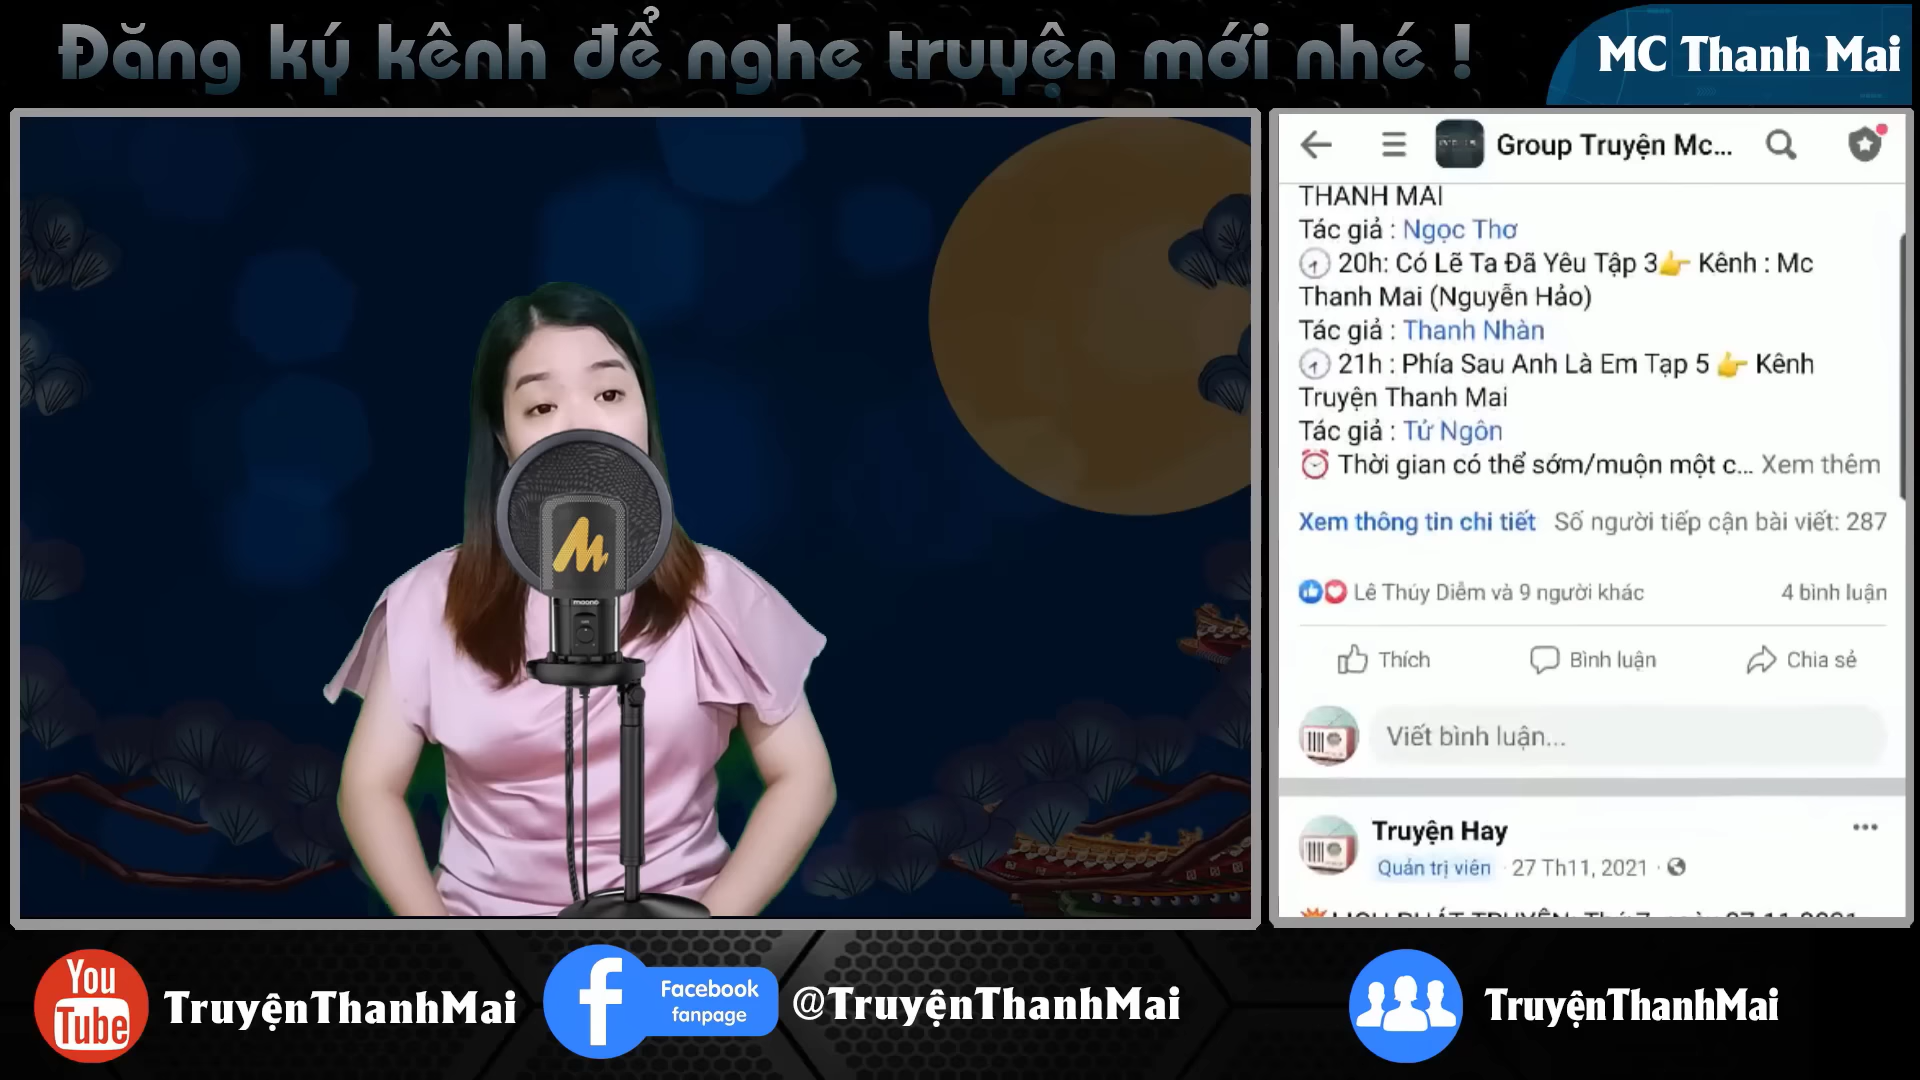 Đăng ký kênh để nghe truyện mới nhé !
MC Thanh Mai
Group Truyện Mc...
THANH MAI
Tác giả : Ngọc Thơ
20h: Có Lẽ Ta Đã Yêu Tập 3👉 Kênh : Mc
Thanh Mai (Nguyễn Hảo)
Tác giả : Thanh Nhàn
21h : Phía Sau Anh Là Em Tạp 5 👉 Kênh
Truyện Thanh Mai
Tác giả : Tử Ngôn
⏰ Thời gian có thể sớm/muộn một c... Xem thêm
Xem thông tin chi tiết Số người tiếp cận bài viết: 287
Lê Thúy Diễm và 9 người khác 4 bình luận
Thích Bình luận Chia sẻ
Viết bình luận...
Truyện Hay
Quản trị viên · 27 Th11, 2021 ·
maono
You
Tube
TruyệnThanhMai
Facebook
fanpage
@TruyệnThanhMai
TruyệnThanhMai